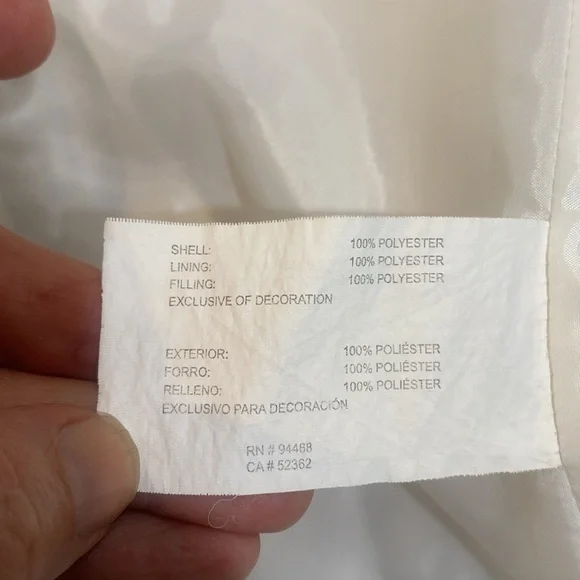 SHELL: 100% POLYESTER
LINING: 100% POLYESTER
FILLING: 100% POLYESTER
EXCLUSIVE OF DECORATION
EXTERIOR: 100% POLIÉSTER
FORRO: 100% POLIÉSTER
RELLENO: 100% POLIÉSTER
EXCLUSIVO PARA DECORACIÓN
RN # 94468
CA # 52362